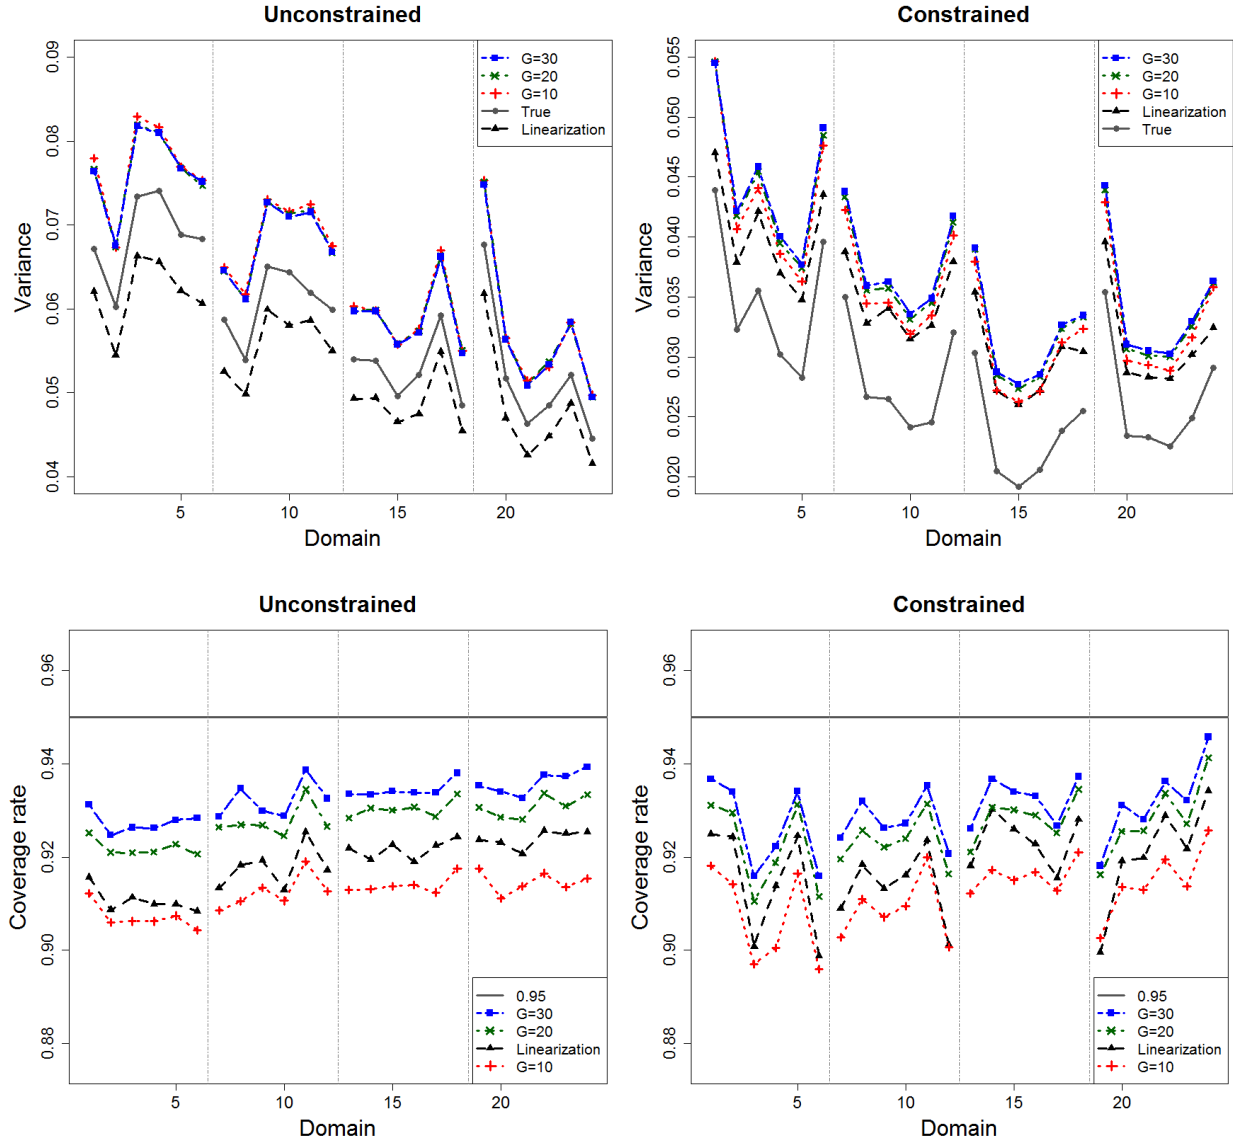 Unconstrained
Variance
0.09
0.08
0.07
0.06
0.05
0.04
G=30
G=20
G=10
True
Linearization
5
10
15
20
Domain
Constrained
Variance
0.055
0.050
0.045
0.040
0.035
0.030
0.025
0.020
G=30
G=20
G=10
Linearization
True
5
10
15
20
Domain
Unconstrained
Coverage rate
0.96
0.94
0.92
0.90
0.88
0.95
G=30
G=20
Linearization
G=10
5
10
15
20
Domain
Constrained
Coverage rate
0.96
0.94
0.92
0.90
0.88
0.95
G=30
G=20
Linearization
G=10
5
10
15
20
Domain